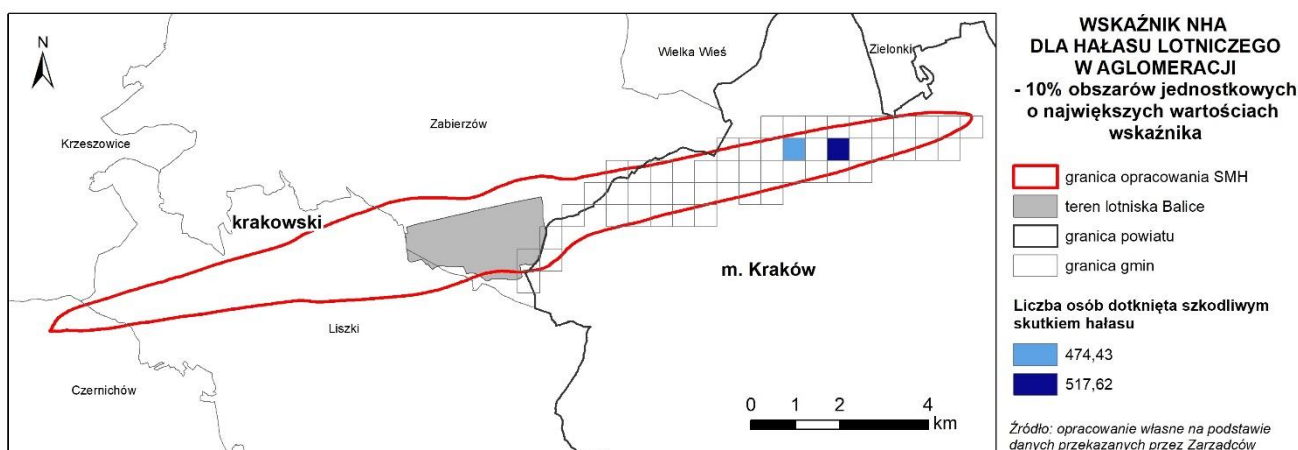 N
Wielka Wieś
Zielonki
Zabierzów
Krzeszowice
krakowski
m. Kraków
Liszki
Czernichów
0 1 2 4
km
WSKAŹNIK NHA
DLA HAŁASU LOTNICZEGO
W AGLOMERACJI
- 10% obszarów jednostkowych
o największych wartościach
wskaźnika
granica opracowania SMH
teren lotniska Balice
granica powiatu
granica gmin
Liczba osób dotknięta szkodliwym
skutkiem hałasu
474,43
517,62
Źródło: opracowanie własne na podstawie
danych przekazanych przez Zarzadców